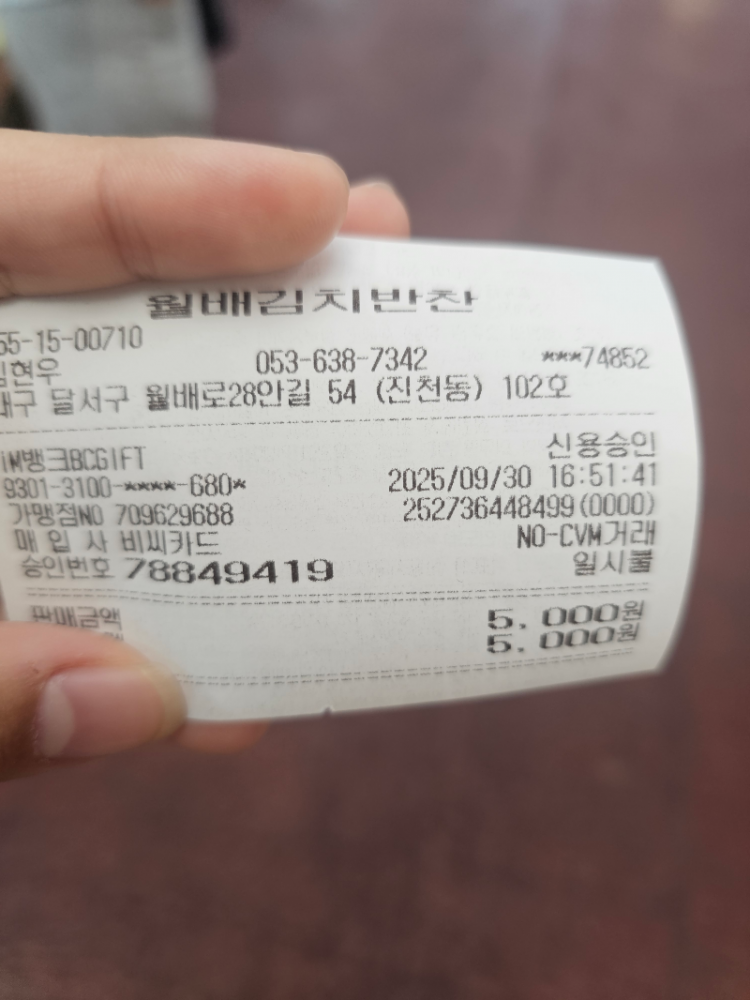 월배김치반찬
55-15-00710
김현우 053-638-7342 ***74852
대구 달서구 월배로28안길 54 (진천동) 102호
iM뱅크BCGIFT 신용승인
9301-3100-****-680* 2025/09/30 16:51:41
가맹점NO 709629688 252736448499(0000)
매 입 사 비씨카드 NO-CVM거래
승인번호 78849419 일시불
판매금액 5,000원
5,000원